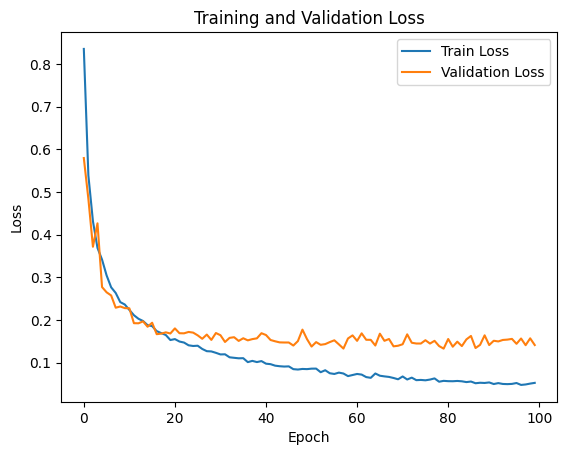 Training and Validation Loss
Train Loss
Validation Loss
0.8
0.7
0.6
0.5
0.4
0.3
0.2
0.1
Loss
0 20 40 60 80 100
Epoch